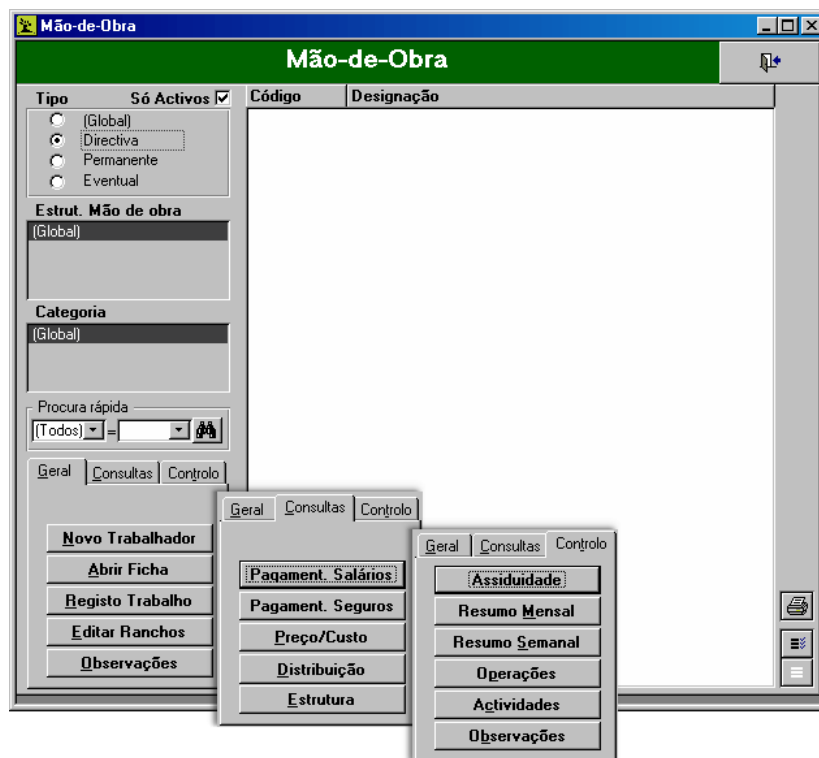 Mão-de-Obra
Mão-de-Obra
Tipo Só Activos
(Global)
Directiva
Permanente
Eventual
Código Designação
Estrut. Mão de obra
(Global)
Categoria
(Global)
Procura rápida
(Todos) =
Geral Consultas Controlo
Novo Trabalhador
Abrir Ficha
Registo Trabalho
Editar Ranchos
Observações
Geral Consultas Controlo
Pagament. Salários
Pagament. Seguros
Preço/Custo
Distribuição
Estrutura
Geral Consultas Controlo
Assiduidade
Resumo Mensal
Resumo Semanal
Operações
Actividades
Observações